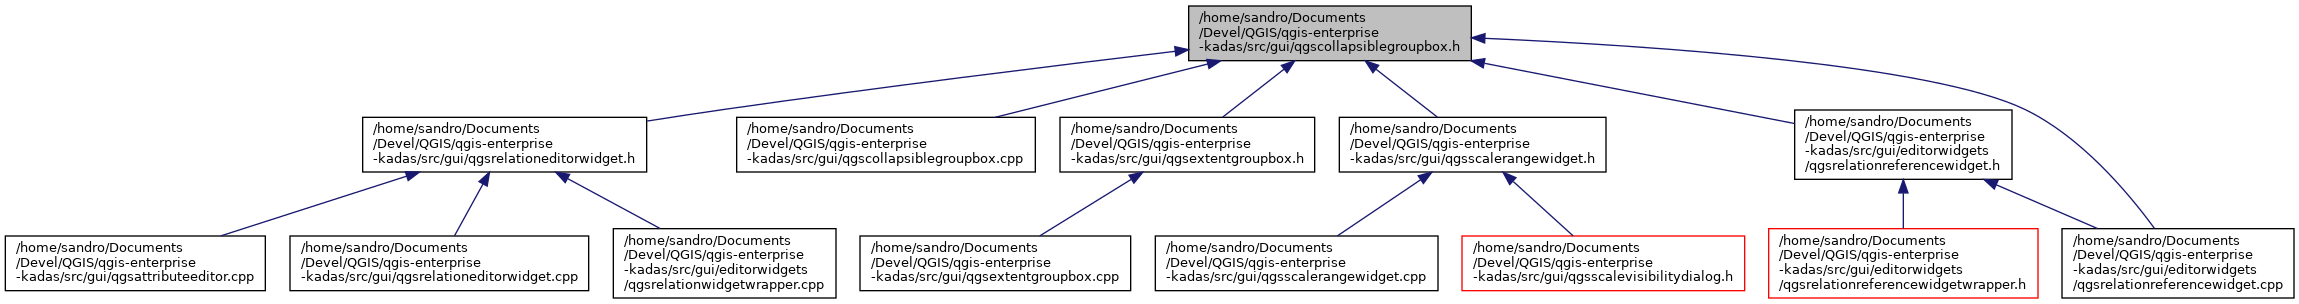 /home/sandro/Documents
/Devel/QGIS/qgis-enterprise
-kadas/src/gui/qgscollapsiblegroupbox.h
/home/sandro/Documents
/Devel/QGIS/qgis-enterprise
-kadas/src/gui/qgsrelationeditorwidget.h
/home/sandro/Documents
/Devel/QGIS/qgis-enterprise
-kadas/src/gui/qgscollapsiblegroupbox.cpp
/home/sandro/Documents
/Devel/QGIS/qgis-enterprise
-kadas/src/gui/qgsextentgroupbox.h
/home/sandro/Documents
/Devel/QGIS/qgis-enterprise
-kadas/src/gui/qgsscalerangewidget.h
/home/sandro/Documents
/Devel/QGIS/qgis-enterprise
-kadas/src/gui/editorwidgets
/qgsrelationreferencewidget.h
/home/sandro/Documents
/Devel/QGIS/qgis-enterprise
-kadas/src/gui/qgsattributeeditor.cpp
/home/sandro/Documents
/Devel/QGIS/qgis-enterprise
-kadas/src/gui/qgsrelationeditorwidget.cpp
/home/sandro/Documents
/Devel/QGIS/qgis-enterprise
-kadas/src/gui/editorwidgets
/qgsrelationwidgetwrapper.cpp
/home/sandro/Documents
/Devel/QGIS/qgis-enterprise
-kadas/src/gui/qgsextentgroupbox.cpp
/home/sandro/Documents
/Devel/QGIS/qgis-enterprise
-kadas/src/gui/qgsscalerangewidget.cpp
/home/sandro/Documents
/Devel/QGIS/qgis-enterprise
-kadas/src/gui/qgsscalevisibilitydialog.h
/home/sandro/Documents
/Devel/QGIS/qgis-enterprise
-kadas/src/gui/editorwidgets
/qgsrelationreferencewidgetwrapper.h
/home/sandro/Documents
/Devel/QGIS/qgis-enterprise
-kadas/src/gui/editorwidgets
/qgsrelationreferencewidget.cpp